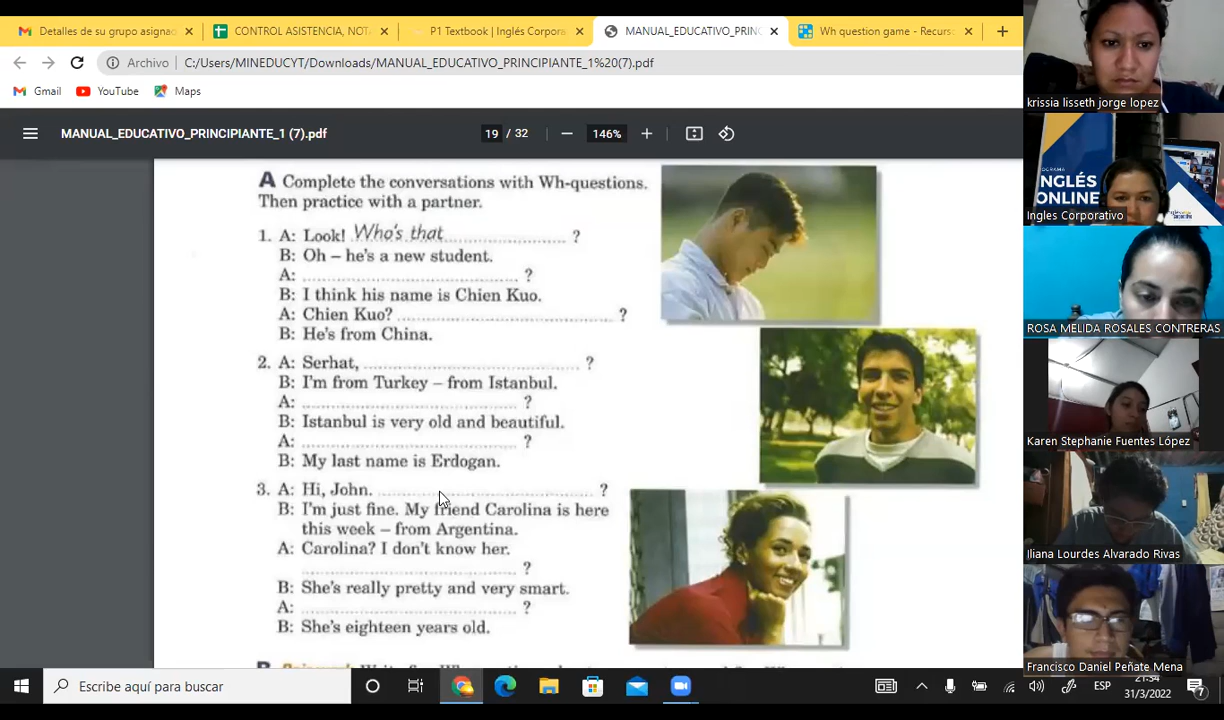 Detalles de su grupo asignad
CONTROL ASISTENCIA, NOT
P1 Textbook | Inglés Corpora
MANUAL_EDUCATIVO_PRINC
Wh question game - Recurs
Archivo
C:/Users/MINEDUCYT/Downloads/MANUAL_EDUCATIVO_PRINCIPIANTE_1%20(7).pdf
Gmail
YouTube
Maps
MANUAL_EDUCATIVO_PRINCIPIANTE_1 (7).pdf
19 / 32
146%
A Complete the conversations with Wh-questions.
Then practice with a partner.
1. A: Look! Who's that ?
B: Oh – he's a new student.
A: ?
B: I think his name is Chien Kuo.
A: Chien Kuo? ?
B: He's from China.
2. A: Serhat, ?
B: I'm from Turkey – from Istanbul.
A: ?
B: Istanbul is very old and beautiful.
A: ?
B: My last name is Erdogan.
3. A: Hi, John. ?
B: I'm just fine. My friend Carolina is here
this week – from Argentina.
A: Carolina? I don't know her.
?
B: She's really pretty and very smart.
A: ?
B: She's eighteen years old.
krissia lisseth jorge lopez
INGLÉS
ONLINE
Ingles Corporativo
ROSA MELIDA ROSALES CONTRERAS
Karen Stephanie Fuentes López
Iliana Lourdes Alvarado Rivas
Francisco Daniel Peñate Mena
Escribe aquí para buscar
ESP
21:34
31/3/2022
7